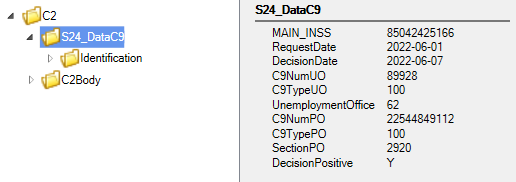 C2
S24_DataC9
Identification
C2Body
S24_DataC9
MAIN_INSS 85042425166
RequestDate 2022-06-01
DecisionDate 2022-06-07
C9NumUO 89928
C9TypeUO 100
UnemploymentOffice 62
C9NumPO 22544849112
C9TypePO 100
SectionPO 2920
DecisionPositive Y